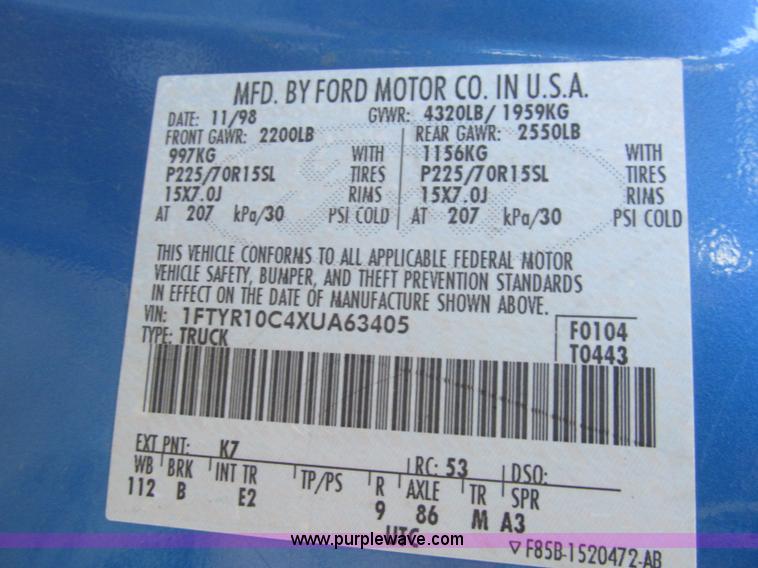 MFD. BY FORD MOTOR CO. IN U.S.A.
DATE: 11/98 GVWR: 4320LB/ 1959KG
FRONT GAWR: 2200LB REAR GAWR: 2550LB
997KG WITH 1156KG WITH
P225/70R15SL TIRES P225/70R15SL TIRES
15X7.0J RIMS 15X7.0J RIMS
AT 207 kPa/30 PSI COLD AT 207 kPa/30 PSI COLD
THIS VEHICLE CONFORMS TO ALL APPLICABLE FEDERAL MOTOR
VEHICLE SAFETY, BUMPER, AND THEFT PREVENTION STANDARDS
IN EFFECT ON THE DATE OF MANUFACTURE SHOWN ABOVE.
VIN: 1FTYR10C4XUA63405 F0104
TYPE: TRUCK T0443
EXT PNT: K7 RC: 53 DSO:
WB BRK INT TR TP/PS R AXLE TR SPR
112 B E2 9 86 M A3
UTC ▽ F85B-1520472-AB
www.purplewave.com